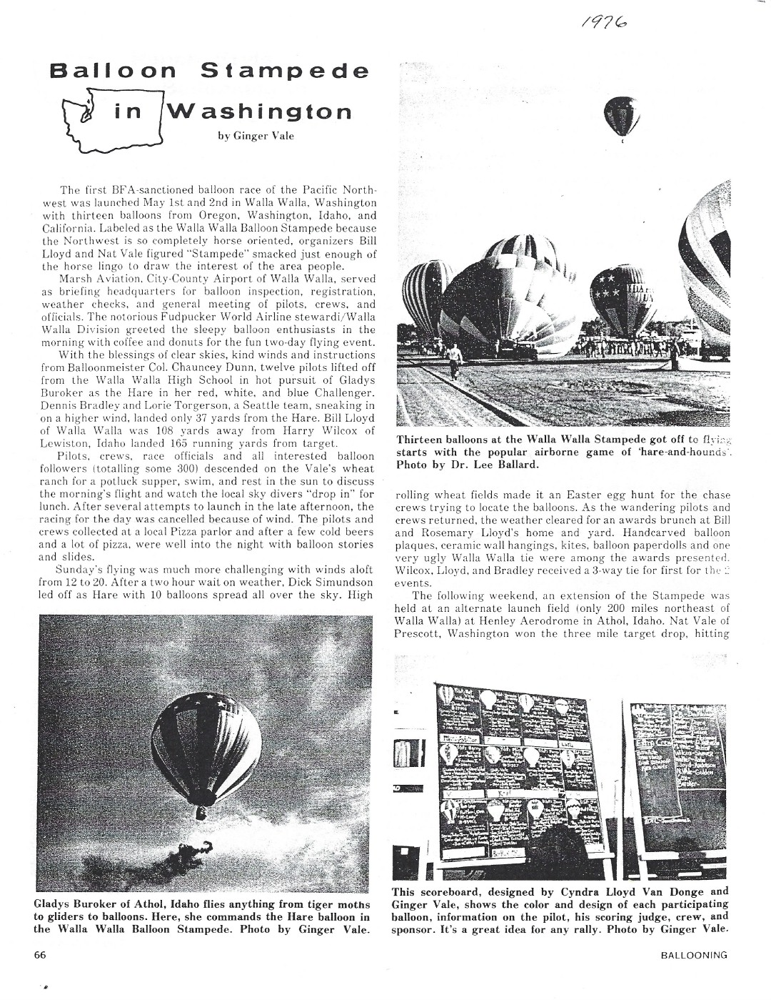 1976
Balloon Stampede
in Washington
by Ginger Vale
The first BFA-sanctioned balloon race of the Pacific North-
west was launched May 1st and 2nd in Walla Walla, Washington
with thirteen balloons from Oregon, Washington, Idaho, and
California. Labeled as the Walla Walla Balloon Stampede because
the Northwest is so completely horse oriented, organizers Bill
Lloyd and Nat Vale figured “Stampede” smacked just enough of
the horse lingo to draw the interest of the area people.
Marsh Aviation, City-County Airport of Walla Walla, served
as briefing headquarters for balloon inspection, registration,
weather checks, and general meeting of pilots, crews, and
officials. The notorious Fudpucker World Airline stewardi/Walla
Walla Division greeted the sleepy balloon enthusiasts in the
morning with coffee and donuts for the fun two-day flying event.
With the blessings of clear skies, kind winds and instructions
from Balloonmeister Col. Chauncey Dunn, twelve pilots lifted off
from the Walla Walla High School in hot pursuit of Gladys
Buroker as the Hare in her red, white, and blue Challenger.
Dennis Bradley and Lorie Torgerson, a Seattle team, sneaking in
on a higher wind, landed only 37 yards from the Hare. Bill Lloyd
of Walla Walla was 108 yards away from Harry Wilcox of
Lewiston, Idaho landed 165 running yards from target.
Pilots, crews, race officials and all interested balloon
followers (totalling some 300) descended on the Vale's wheat
ranch for a potluck supper, swim, and rest in the sun to discuss
the morning's flight and watch the local sky divers “drop in” for
lunch. After several attempts to launch in the late afternoon, the
racing for the day was cancelled because of wind. The pilots and
crews collected at a local Pizza parlor and after a few cold beers
and a lot of pizza, were well into the night with balloon stories
and slides.
Sunday's flying was much more challenging with winds aloft
from 12 to 20. After a two hour wait on weather, Dick Simundson
led off as Hare with 10 balloons spread all over the sky. High
Gladys Buroker of Athol, Idaho flies anything from tiger moths
to gliders to balloons. Here, she commands the Hare balloon in
the Walla Walla Balloon Stampede. Photo by Ginger Vale.
Thirteen balloons at the Walla Walla Stampede got off to flying
starts with the popular airborne game of 'hare-and-hounds'.
Photo by Dr. Lee Ballard.
rolling wheat fields made it an Easter egg hunt for the chase
crews trying to locate the balloons. As the wandering pilots and
crews returned, the weather cleared for an awards brunch at Bill
and Rosemary Lloyd's home and yard. Handcarved balloon
plaques, ceramic wall hangings, kites, balloon paperdolls and one
very ugly Walla Walla tie were among the awards presented.
Wilcox, Lloyd, and Bradley received a 3-way tie for first for the 2
events.
The following weekend, an extension of the Stampede was
held at an alternate launch field (only 200 miles northeast of
Walla Walla) at Henley Aerodrome in Athol, Idaho. Nat Vale of
Prescott, Washington won the three mile target drop, hitting
This scoreboard, designed by Cyndra Lloyd Van Donge and
Ginger Vale, shows the color and design of each participating
balloon, information on the pilot, his scoring judge, crew, and
sponsor. It's a great idea for any rally. Photo by Ginger Vale.
66
BALLOONING